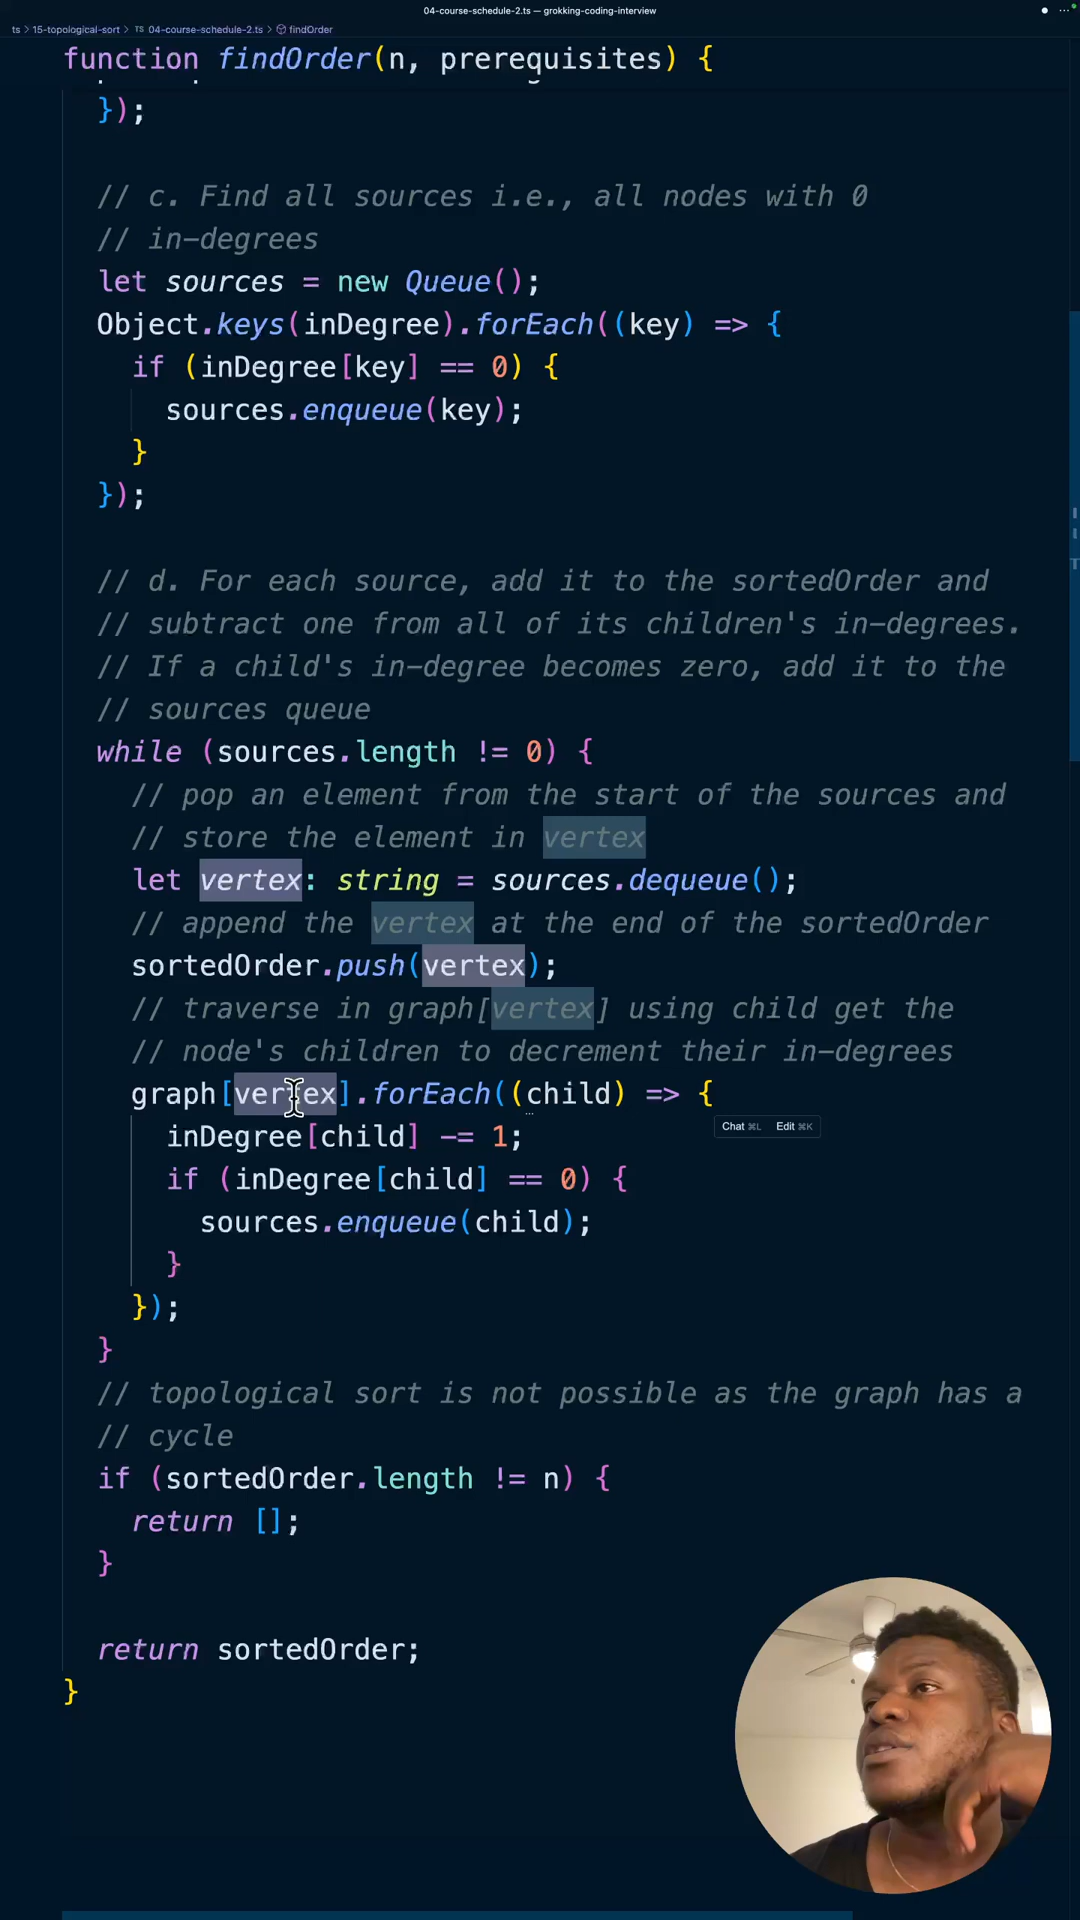 04-course-schedule-2.ts — grokking-coding-interview
ts › 15-topological-sort › TS 04-course-schedule-2.ts › findOrder
function findOrder(n, prerequisites) {
});
// c. Find all sources i.e., all nodes with 0
// in-degrees
let sources = new Queue();
Object.keys(inDegree).forEach((key) => {
if (inDegree[key] == 0) {
sources.enqueue(key);
}
});
// d. For each source, add it to the sortedOrder and
// subtract one from all of its children's in-degrees.
// If a child's in-degree becomes zero, add it to the
// sources queue
while (sources.length != 0) {
// pop an element from the start of the sources and
// store the element in vertex
let vertex: string = sources.dequeue();
// append the vertex at the end of the sortedOrder
sortedOrder.push(vertex);
// traverse in graph[vertex] using child get the
// node's children to decrement their in-degrees
graph[vertex].forEach((child) => {
inDegree[child] -= 1;
Chat ⌘L Edit ⌘K
if (inDegree[child] == 0) {
sources.enqueue(child);
}
});
}
// topological sort is not possible as the graph has a
// cycle
if (sortedOrder.length != n) {
return [];
}
return sortedOrder;
}